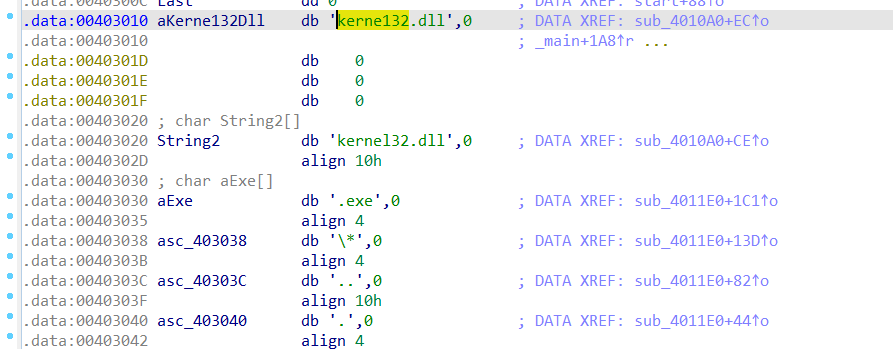 .data:0040300C Last dd 0 ; DATA XREF: start+88↑o
.data:00403010 aKerne132Dll db 'kerne132.dll',0 ; DATA XREF: sub_4010A0+EC↑o
.data:00403010 ; _main+1A8↑r ...
.data:0040301D db 0
.data:0040301E db 0
.data:0040301F db 0
.data:00403020 ; char String2[]
.data:00403020 String2 db 'kernel32.dll',0 ; DATA XREF: sub_4010A0+CE↑o
.data:0040302D align 10h
.data:00403030 ; char aExe[]
.data:00403030 aExe db '.exe',0 ; DATA XREF: sub_4011E0+1C1↑o
.data:00403035 align 4
.data:00403038 asc_403038 db '\*',0 ; DATA XREF: sub_4011E0+13D↑o
.data:0040303B align 4
.data:0040303C asc_40303C db '..',0 ; DATA XREF: sub_4011E0+82↑o
.data:0040303F align 10h
.data:00403040 asc_403040 db '.',0 ; DATA XREF: sub_4011E0+44↑o
.data:00403042 align 4